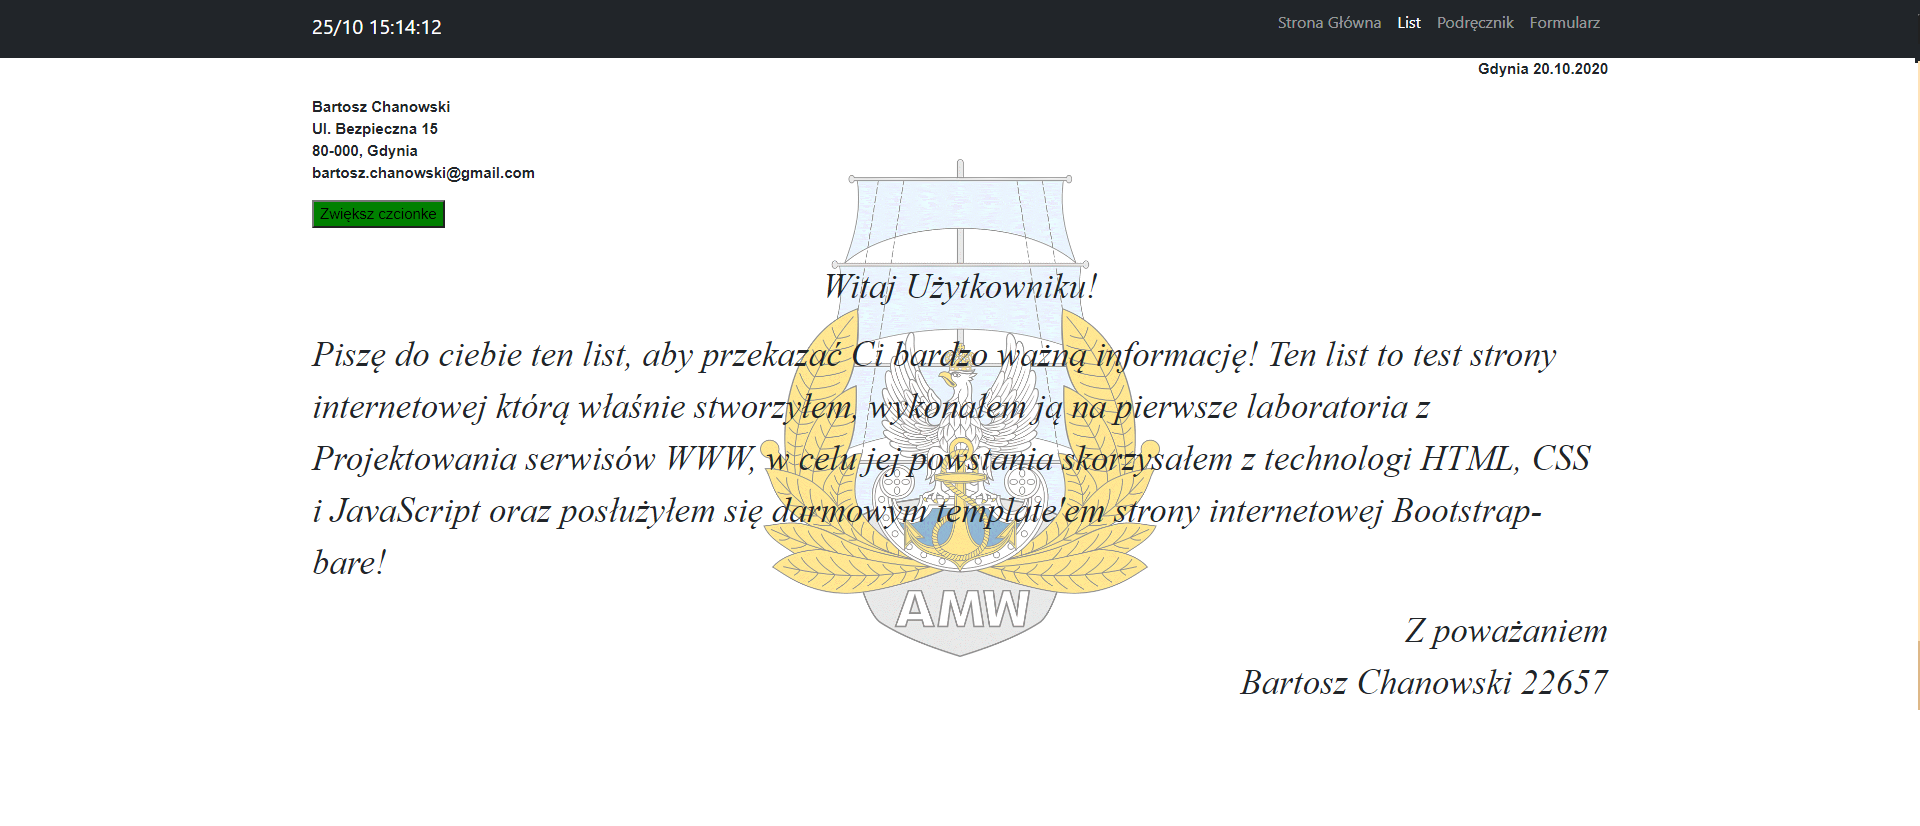 25/10 15:14:12
Strona Główna List Podręcznik Formularz
Gdynia 20.10.2020
Bartosz Chanowski
Ul. Bezpieczna 15
80-000, Gdynia
bartosz.chanowski@gmail.com
Zwiększ czcionke
Witaj Użytkowniku!
Piszę do ciebie ten list, aby przekazać Ci bardzo ważną informację! Ten list to test strony
internetowej którą właśnie stworzyłem, wykonałem ją na pierwsze laboratoria z
Projektowania serwisów WWW, w celu jej powstania skorzysałem z technologi HTML, CSS
i JavaScript oraz posłużyłem się darmowym template'em strony internetowej Bootstrap-
bare!
AMW
Z poważaniem
Bartosz Chanowski 22657